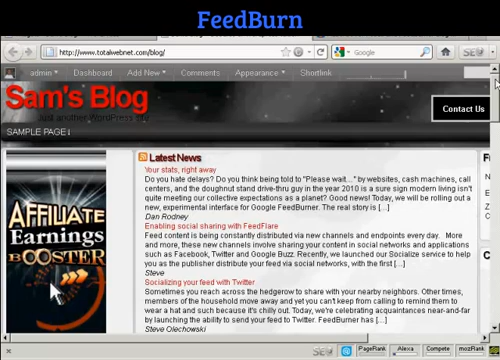 FeedBurn
http://www.totalwebnet.com/blog/
Google
admin Dashboard Add New Comments Appearance Shortlink
Sam's Blog
Just another WordPress site
Contact Us
SAMPLE PAGE↓
AFFILIATE
Earnings
BOOSTER
Latest News
Your stats, right away
Do you hate delays? Do you think being told to "Please wait..." by websites, cash machines, call
centers, and the doughnut stand drive-thru guy in the year 2010 is a sure sign modern living isn't
quite meeting our collective expectations as a planet? Good news! Today, we will be rolling out a
new, experimental interface for Google FeedBurner. The real story is [...]
Dan Rodney
Enabling social sharing with FeedFlare
Feed content is being constantly distributed via new channels and endpoints every day. More
and more, these new channels involve sharing your content in social networks and applications
such as Facebook, Twitter and Google Buzz. Recently, we launched our Socialize service to help
you as the publisher distribute your feed via social networks, with the first [...]
Steve
Socializing your feed with Twitter
Sometimes you reach across the hedgerow to share with your nearby neighbors. Other times,
members of the household move away and yet you can't keep from calling to remind them to
wear a hat and such because it's chilly out. Today, we're celebrating acquaintances near-and-far
by launching the ability to send your feed to Twitter. FeedBurner has [...]
Steve Olechowski
PageRank Alexa Compete mozRank